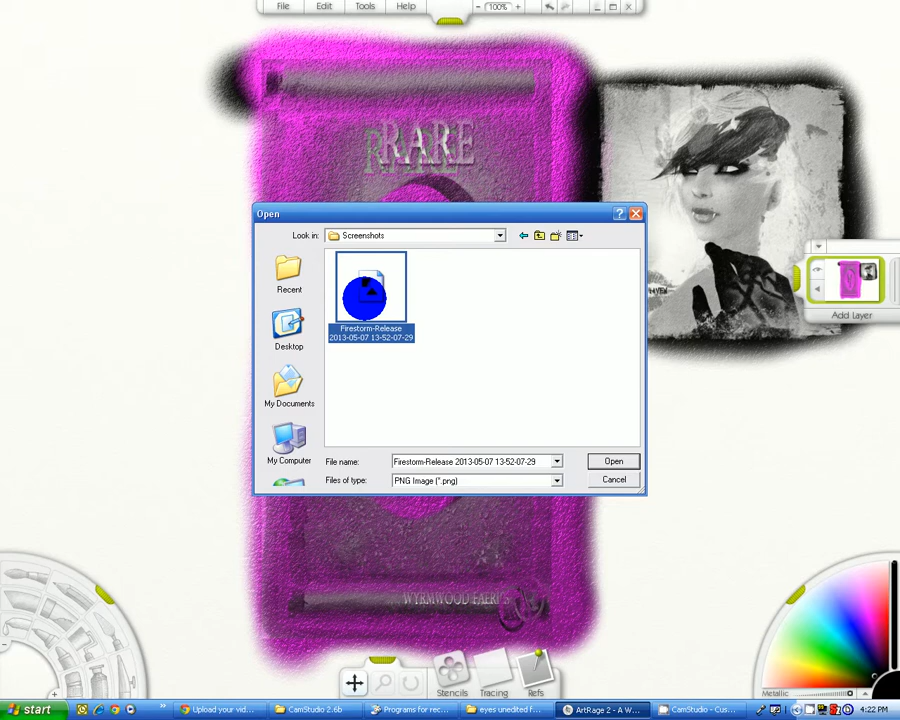 File Edit Tools Help - 100% +
RARE
Open
Look in: Screenshots
Recent
Desktop
My Documents
My Computer
Firestorm-Release
2013-05-07 13-52-07-29
File name: Firestorm-Release 2013-05-07 13-52-07-29 Open
Files of type: PNG Image (*.png) Cancel
Add Layer
WYRMWOOD FAERIE
Stencils Tracing Refs
Metallic
start Upload your vid... CamStudio 2.6b Programs for rec... eyes unedited F... ArtRage 2 - A W... CamStudio - Cus... 4:22 PM